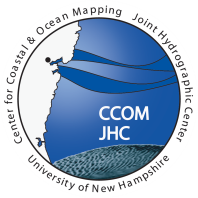 Center for Coastal & Ocean Mapping
Joint Hydrographic Center
CCOM
JHC
University of New Hampshire